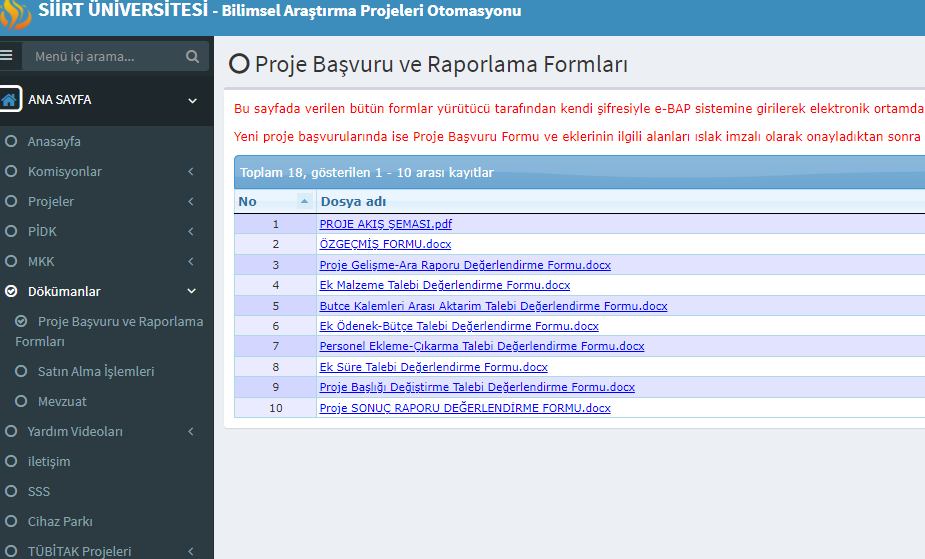 SİİRT ÜNİVERSİTESİ - Bilimsel Araştırma Projeleri Otomasyonu
Menü içi arama...
ANA SAYFA
Anasayfa
Komisyonlar
Projeler
PİDK
MKK
Dökümanlar
Proje Başvuru ve Raporlama
Formları
Satın Alma İşlemleri
Mevzuat
Yardım Videoları
iletişim
SSS
Cihaz Parkı
TÜBİTAK Projeleri
Proje Başvuru ve Raporlama Formları
Bu sayfada verilen bütün formlar yürütücü tarafından kendi şifresiyle e-BAP sistemine girilerek elektronik ortamda
Yeni proje başvurularında ise Proje Başvuru Formu ve eklerinin ilgili alanları ıslak imzalı olarak onayladıktan sonra
Toplam 18, gösterilen 1 - 10 arası kayıtlar
No Dosya adı
1 PROJE AKIŞ ŞEMASI.pdf
2 ÖZGEÇMİŞ FORMU.docx
3 Proje Gelişme-Ara Raporu Değerlendirme Formu.docx
4 Ek Malzeme Talebi Değerlendirme Formu.docx
5 Butce Kalemleri Arası Aktarim Talebi Değerlendirme Formu.docx
6 Ek Ödenek-Bütçe Talebi Değerlendirme Formu.docx
7 Personel Ekleme-Çıkarma Talebi Değerlendirme Formu.docx
8 Ek Süre Talebi Değerlendirme Formu.docx
9 Proje Başlığı Değiştirme Talebi Değerlendirme Formu.docx
10 Proje SONUÇ RAPORU DEĞERLENDİRME FORMU.docx